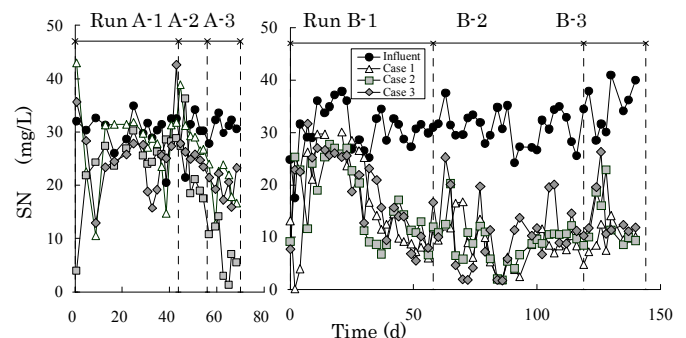 Run A-1 A-2 A-3
Run B-1 B-2 B-3
Influent
Case 1
Case 2
Case 3
SN (mg/L)
60
50
40
30
20
10
0
0 20 40 60 80
60
50
40
30
20
10
0
0 50 100 150
Time (d)